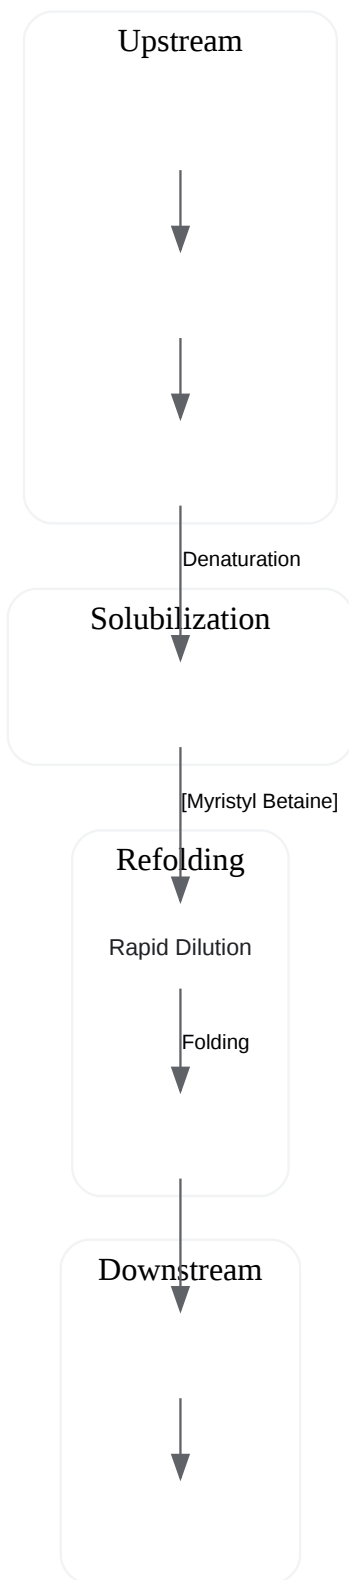 Upstream
Denaturation
Solubilization
[Myristyl Betaine]
Refolding
Rapid Dilution
Folding
Downstream